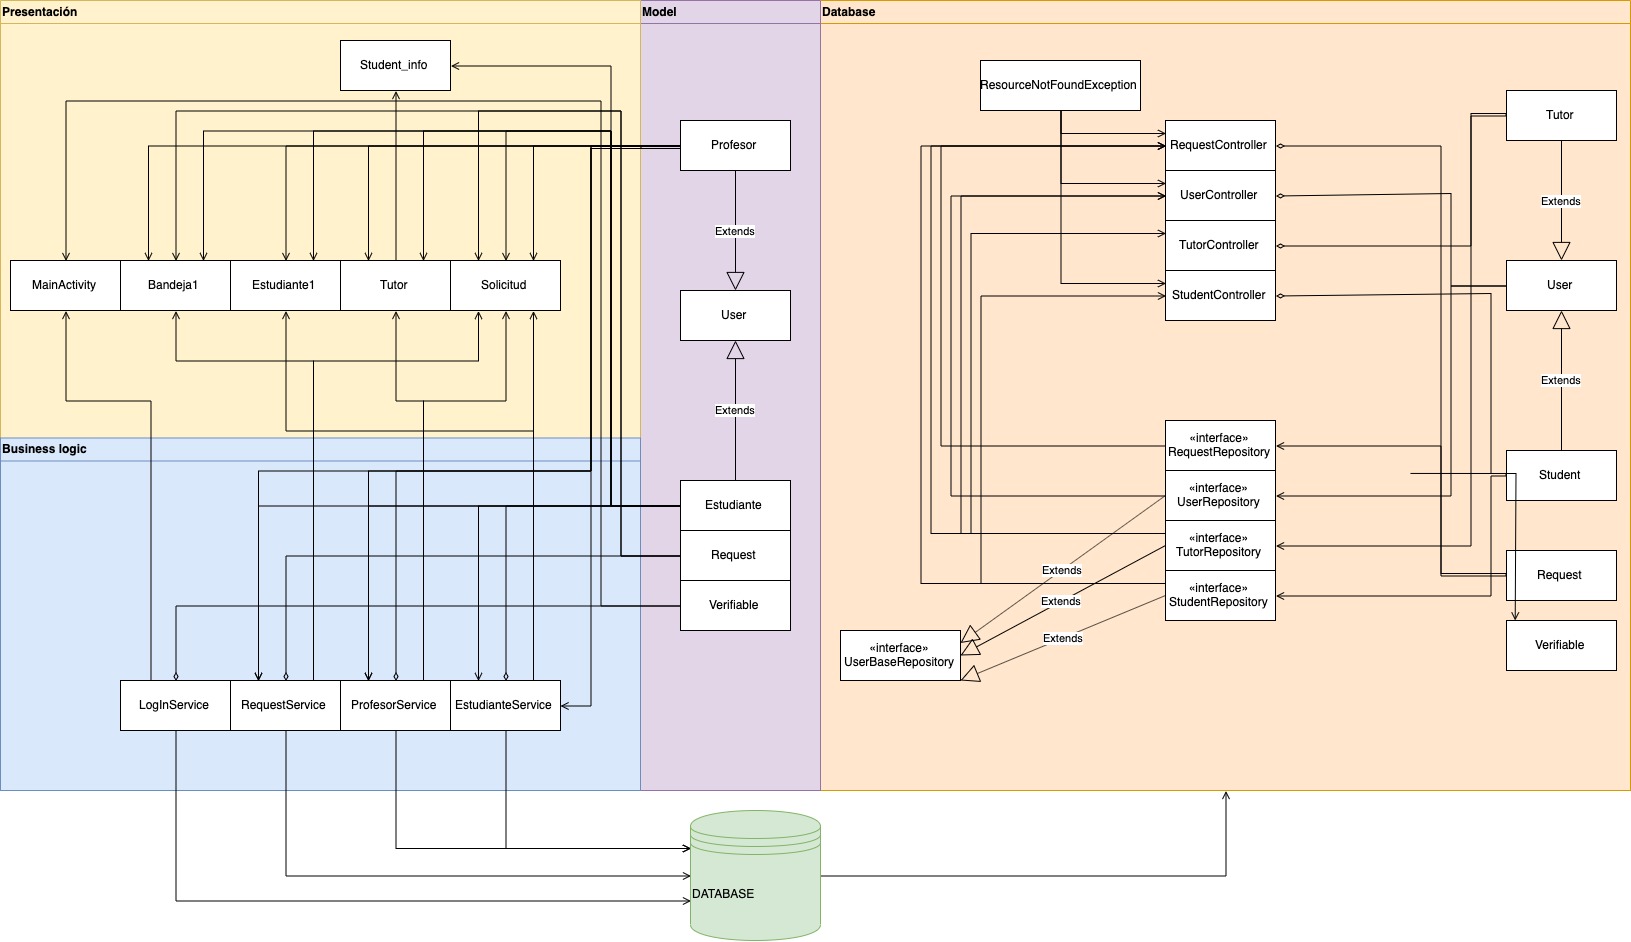 Presentación
Model
Database
Student_info
ResourceNotFoundException
Tutor
Profesor
RequestController
UserController
Extends
Extends
TutorController
MainActivity
Bandeja1
Estudiante1
Tutor
Solicitud
User
StudentController
User
Extends
Extends
Business logic
«interface»
RequestRepository
Student
«interface»
UserRepository
Estudiante
«interface»
TutorRepository
Request
Extends
Request
«interface»
StudentRepository
Extends
Verifiable
Extends
«interface»
UserBaseRepository
Verifiable
LogInService
RequestService
ProfesorService
EstudianteService
DATABASE